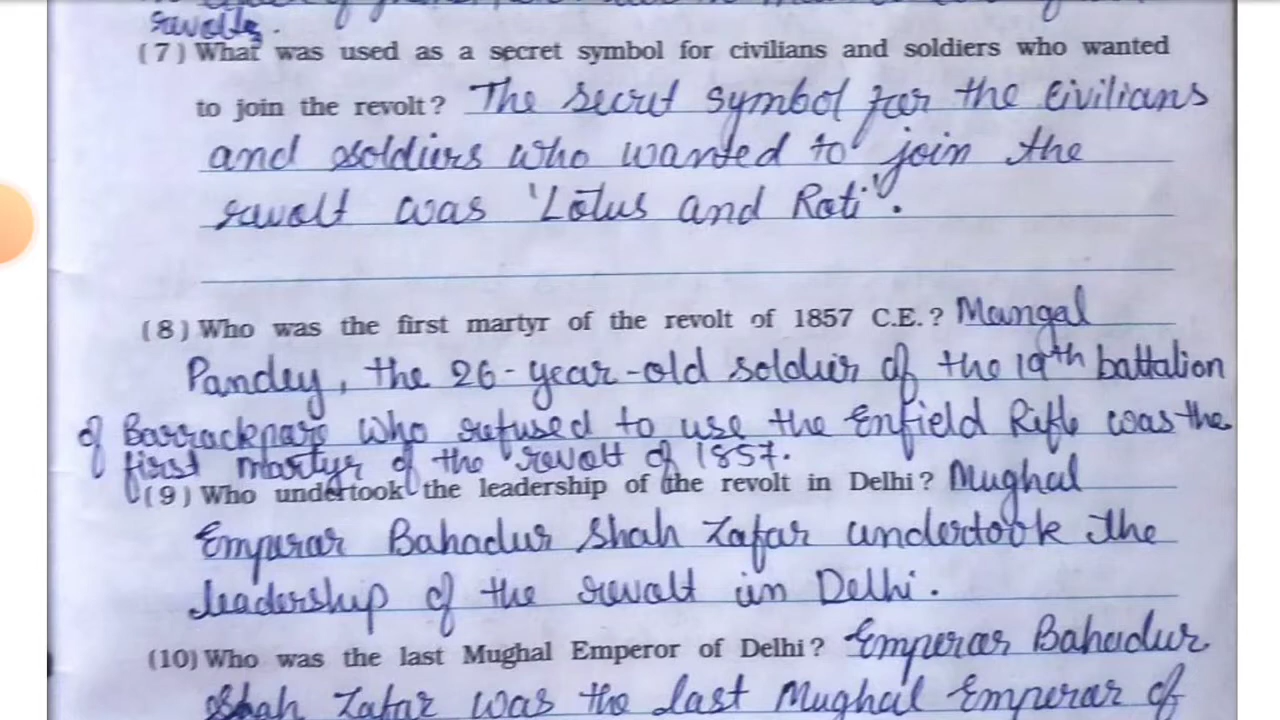 revolts.
(7) What was used as a secret symbol for civilians and soldiers who wanted
to join the revolt? The secret symbol for the civilians
and soldiers who wanted to join the
revolt was 'Lotus and Roti'.
(8) Who was the first martyr of the revolt of 1857 C.E.? Mangal
Pandey, the 26-year-old soldier of the 19th battalion
of Barrackpore who refused to use the Enfield Rifle was the
first martyr of the revolt of 1857.
(9) Who undertook the leadership of the revolt in Delhi? Mughal
Emperor Bahadur Shah Zafar undertook the
leadership of the revolt in Delhi.
(10) Who was the last Mughal Emperor of Delhi? Emperor Bahadur
Shah Zafar was the last Mughal Emperor of